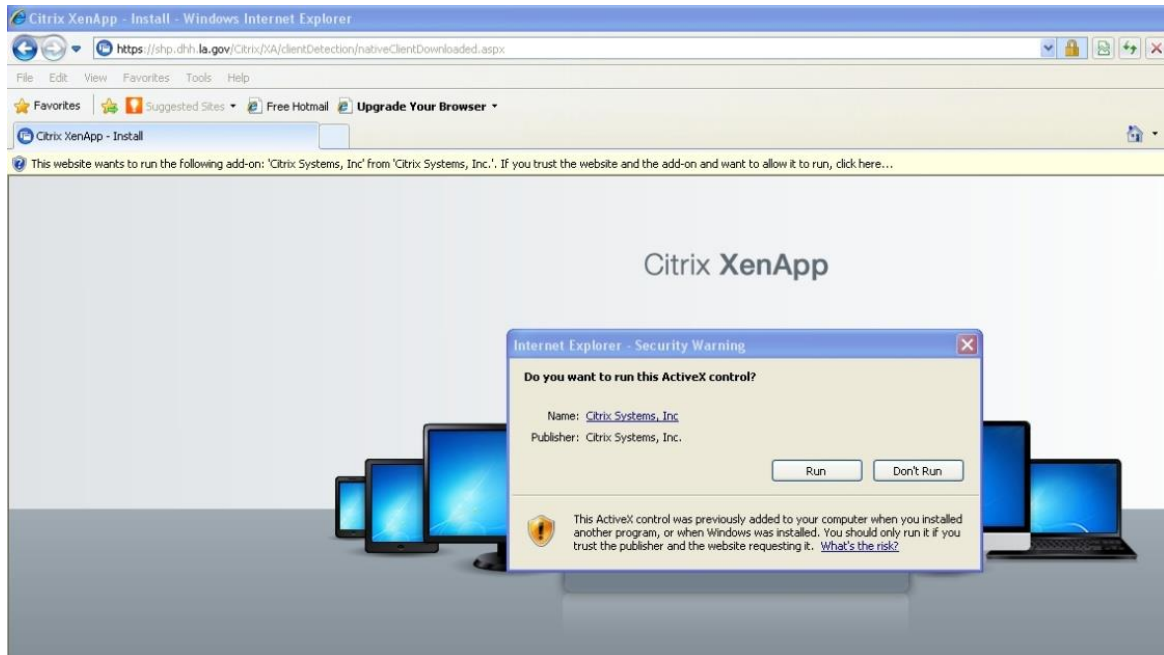 Citrix XenApp - Install - Windows Internet Explorer
https://shp.dhh.la.gov/Citrix/XA/clientDetection/nativeClientDownloaded.aspx
File Edit View Favorites Tools Help
Favorites Suggested Sites Free Hotmail Upgrade Your Browser
Citrix XenApp - Install
This website wants to run the following add-on: 'Citrix Systems, Inc' from 'Citrix Systems, Inc.'. If you trust the website and the add-on and want to allow it to run, click here...
Citrix XenApp
Internet Explorer - Security Warning
Do you want to run this ActiveX control?
Name: Citrix Systems, Inc
Publisher: Citrix Systems, Inc.
Run Don't Run
This ActiveX control was previously added to your computer when you installed
another program, or when Windows was installed. You should only run it if you
trust the publisher and the website requesting it. What's the risk?